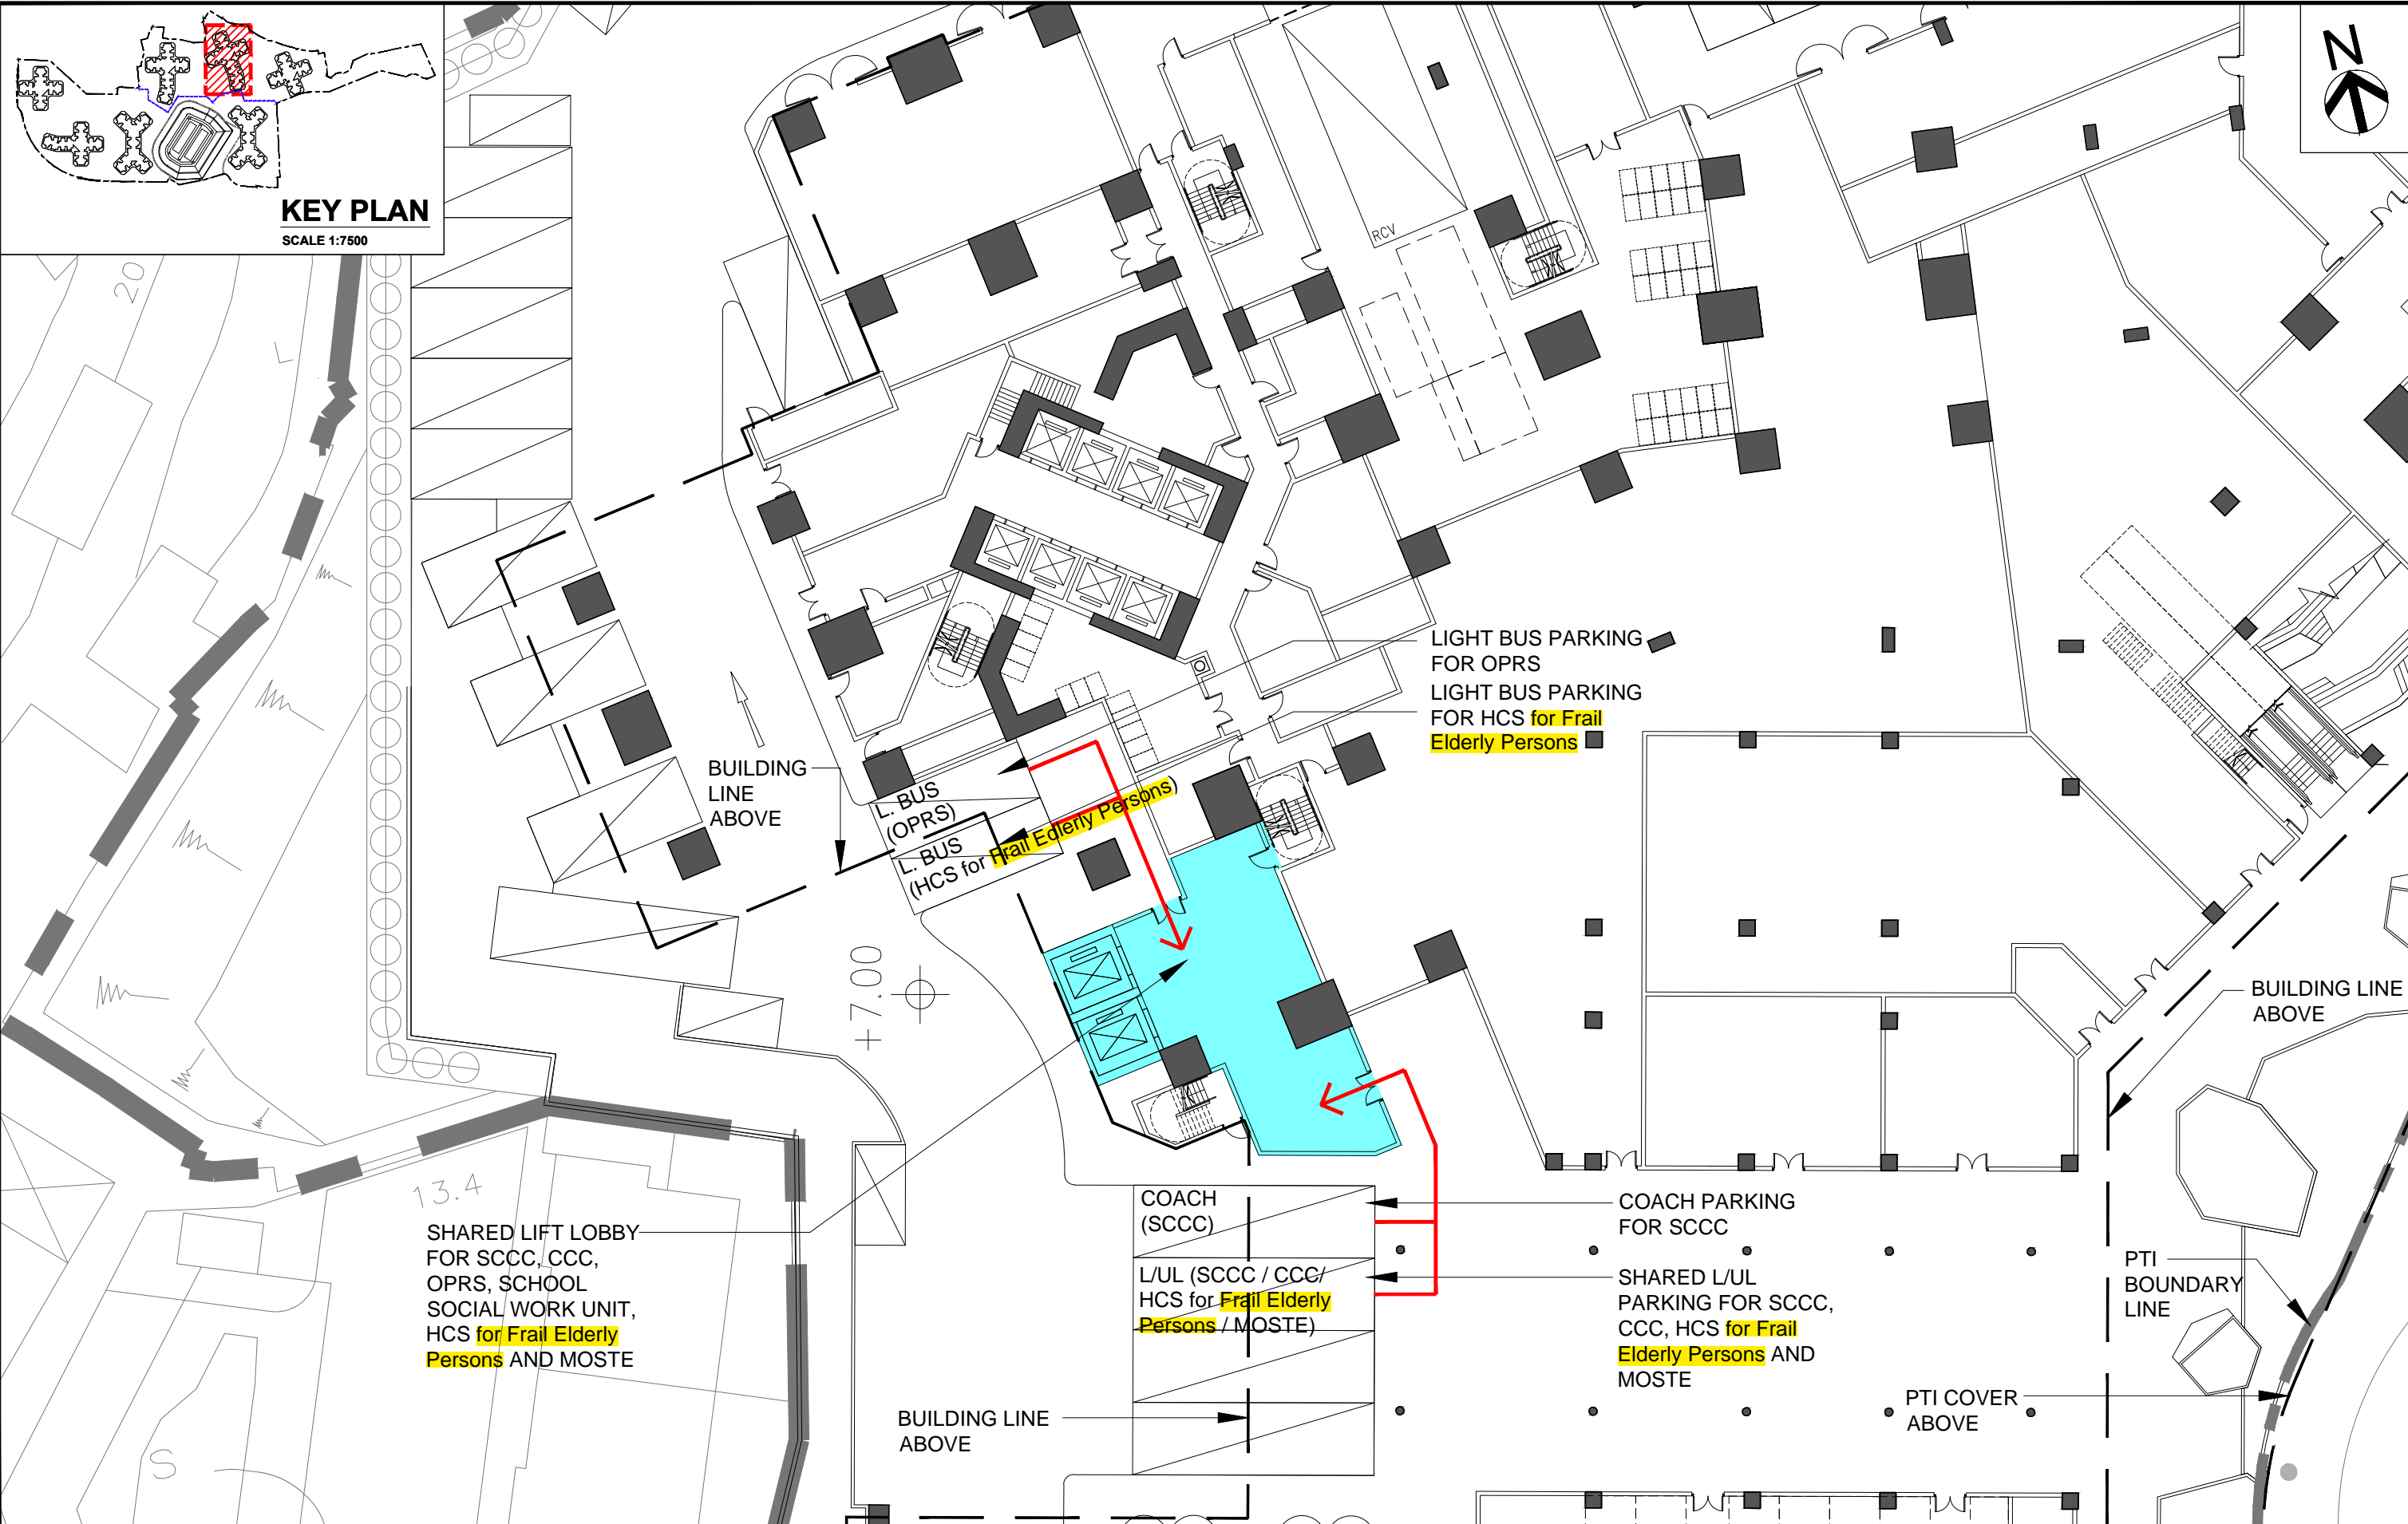 KEY PLAN
SCALE 1:7500
N
20
L
RCV
LIGHT BUS PARKING
FOR OPRS
LIGHT BUS PARKING
FOR HCS for Frail
Elderly Persons
BUILDING
LINE
ABOVE
L. BUS
(OPRS)
L. BUS
(HCS for Frail Edlerly Persons)
+7.00
BUILDING LINE
ABOVE
13.4
SHARED LIFT LOBBY
FOR SCCC, CCC,
OPRS, SCHOOL
SOCIAL WORK UNIT,
HCS for Frail Elderly
Persons AND MOSTE
COACH
(SCCC)
L/UL (SCCC / CCC/
HCS for Frail Elderly
Persons / MOSTE)
COACH PARKING
FOR SCCC
SHARED L/UL
PARKING FOR SCCC,
CCC, HCS for Frail
Elderly Persons AND
MOSTE
PTI
BOUNDARY
LINE
PTI COVER
ABOVE
BUILDING LINE
ABOVE
S